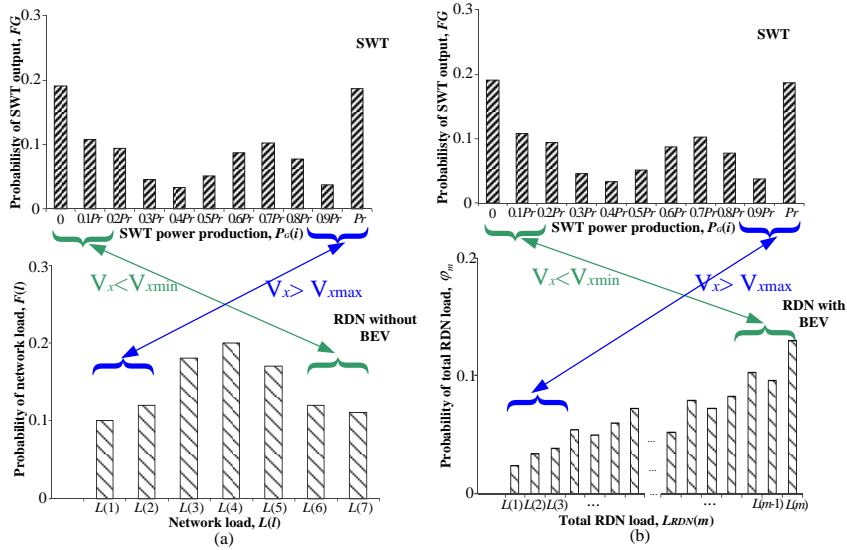 0.3
SWT
0.2
0.1
0
Probabilisty of SWT output, FG
0 0.1Pr 0.2Pr 0.3Pr 0.4Pr 0.5Pr 0.6Pr 0.7Pr 0.8Pr 0.9Pr Pr
SWT power production, PG(i)
Vx<Vxmin
Vx> Vxmax
0.3
RDN without
BEV
0.2
0.1
0
Probability of network load, F(l)
L(1) L(2) L(3) L(4) L(5) L(6) L(7)
Network load, L(l)
(a)
0.3
SWT
0.2
0.1
0
Probability of SWT output, FG
0 0.1Pr 0.2Pr 0.3Pr 0.4Pr 0.5Pr 0.6Pr 0.7Pr 0.8Pr 0.9Pr Pr
SWT power production, PG(i)
Vx<Vxmin
Vx> Vxmax
0.2
RDN with
BEV
0.1
0
Probability of total RDN load, φm
...
...
...
L(1) L(2) L(3) ... ... L(m-1) L(m)
Total RDN load, LRDN(m)
(b)